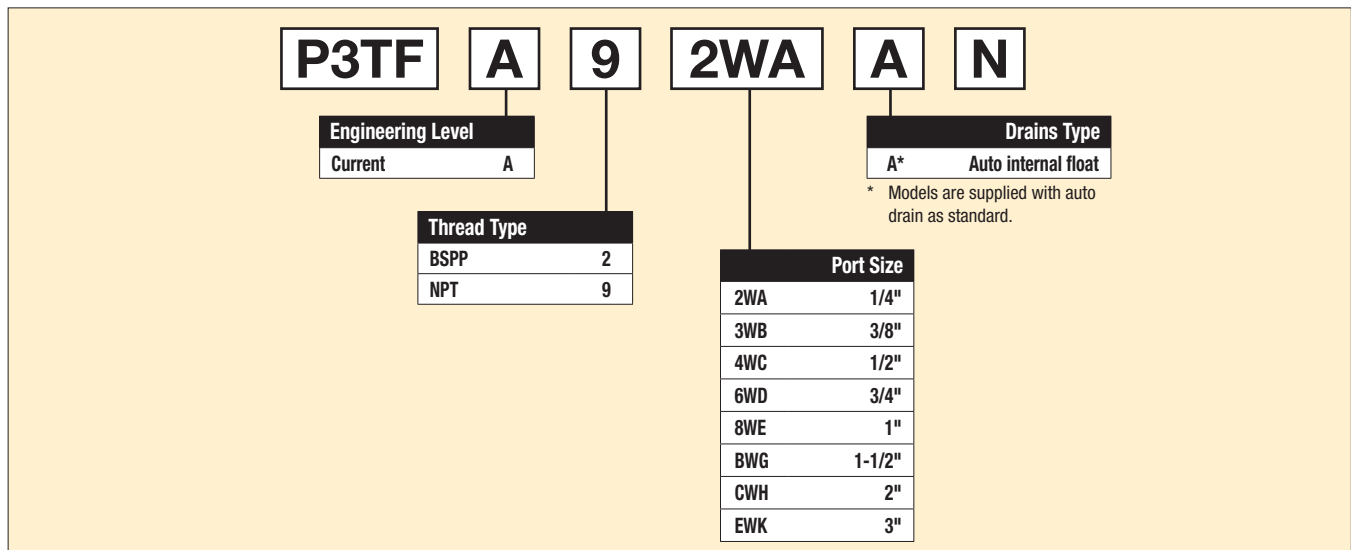 P3TF A 9 2WA A N
Engineering Level
Current A
Drains Type
A* Auto internal float
* Models are supplied with auto
drain as standard.
Thread Type
BSPP 2
NPT 9
Port Size
2WA 1/4"
3WB 3/8"
4WC 1/2"
6WD 3/4"
8WE 1"
BWG 1-1/2"
CWH 2"
EWK 3"